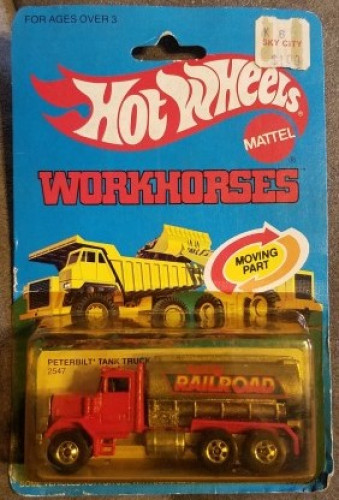 FOR AGES OVER 3
K B
SKY CITY
HOT WHEELS
MATTEL
®
WORKHORSES
MOVING
PART
PETERBILT TANK TRUCK
2547
RAILROAD